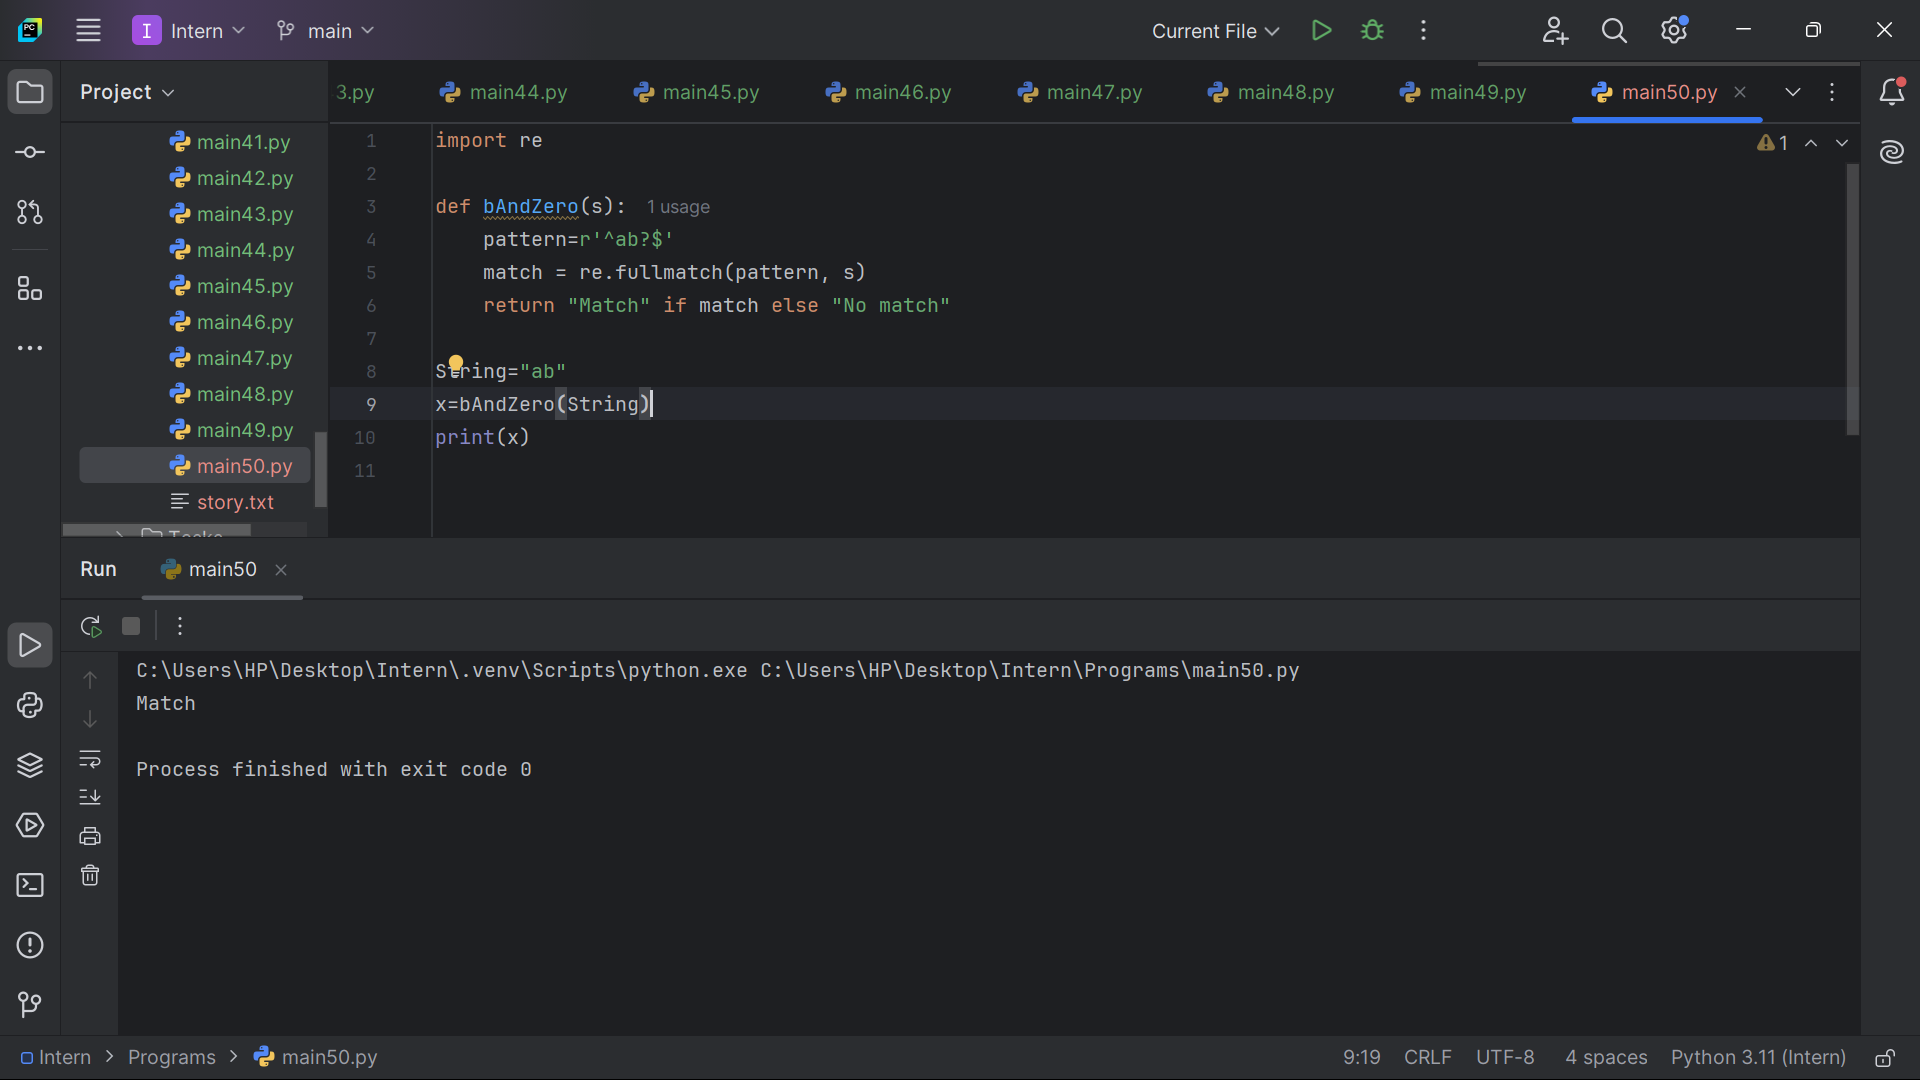 PC
I Intern main
Current File
Project
3.py main44.py main45.py main46.py main47.py main48.py main49.py main50.py
main41.py
main42.py
main43.py
main44.py
main45.py
main46.py
main47.py
main48.py
main49.py
main50.py
story.txt
1 import re
1
2
3 def bAndZero(s): 1 usage
4 pattern=r'^ab?$'
5 match = re.fullmatch(pattern, s)
6 return "Match" if match else "No match"
7
8 String="ab"
9 x=bAndZero(String)
10 print(x)
11
Run main50
C:\Users\HP\Desktop\Intern\.venv\Scripts\python.exe C:\Users\HP\Desktop\Intern\Programs\main50.py
Match
Process finished with exit code 0
Intern > Programs > main50.py
9:19 CRLF UTF-8 4 spaces Python 3.11 (Intern)